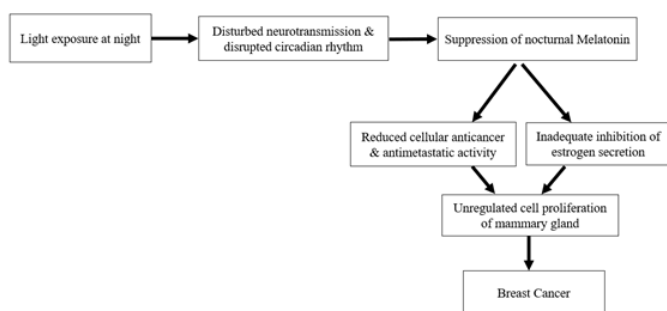 Light exposure at night
Disturbed neurotransmission &
disrupted circadian rhythm
Suppression of nocturnal Melatonin
Reduced cellular anticancer
& antimetastatic activity
Inadequate inhibition of
estrogen secretion
Unregulated cell proliferation
of mammary gland
Breast Cancer